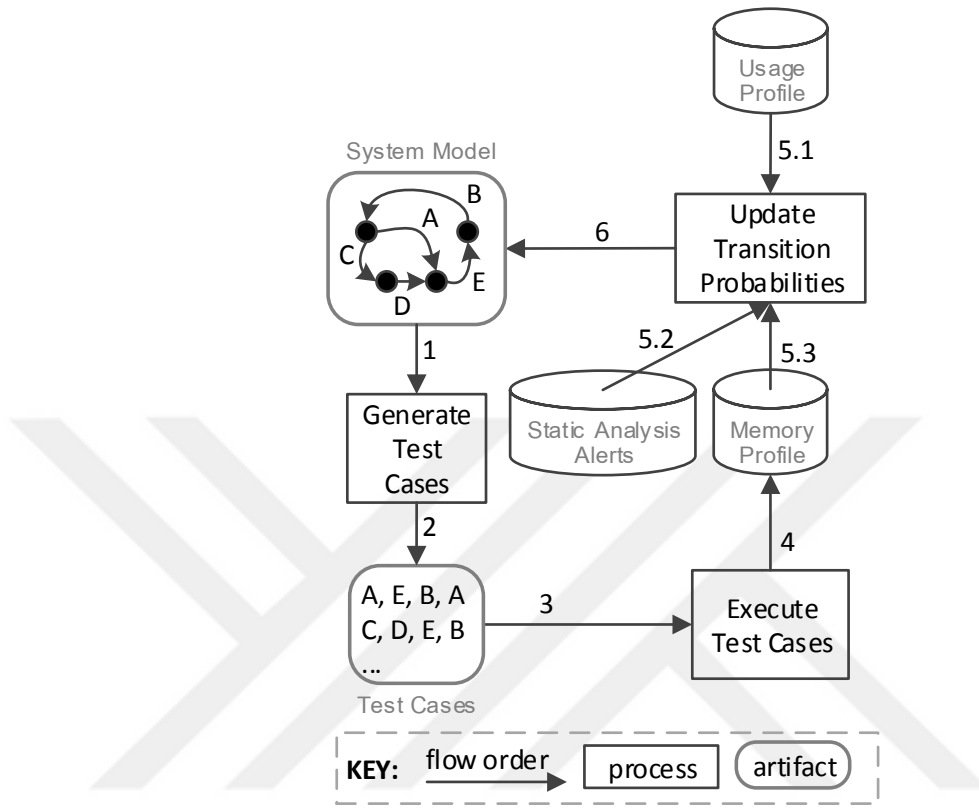 Usage
Profile
5.1
System Model
B
A
C
D
E
6
Update
Transition
Probabilities
1
5.2
5.3
Generate
Test
Cases
Static Analysis
Alerts
Memory
Profile
2
4
A, E, B, A
C, D, E, B
...
3
Execute
Test Cases
Test Cases
KEY:
flow order
process
artifact